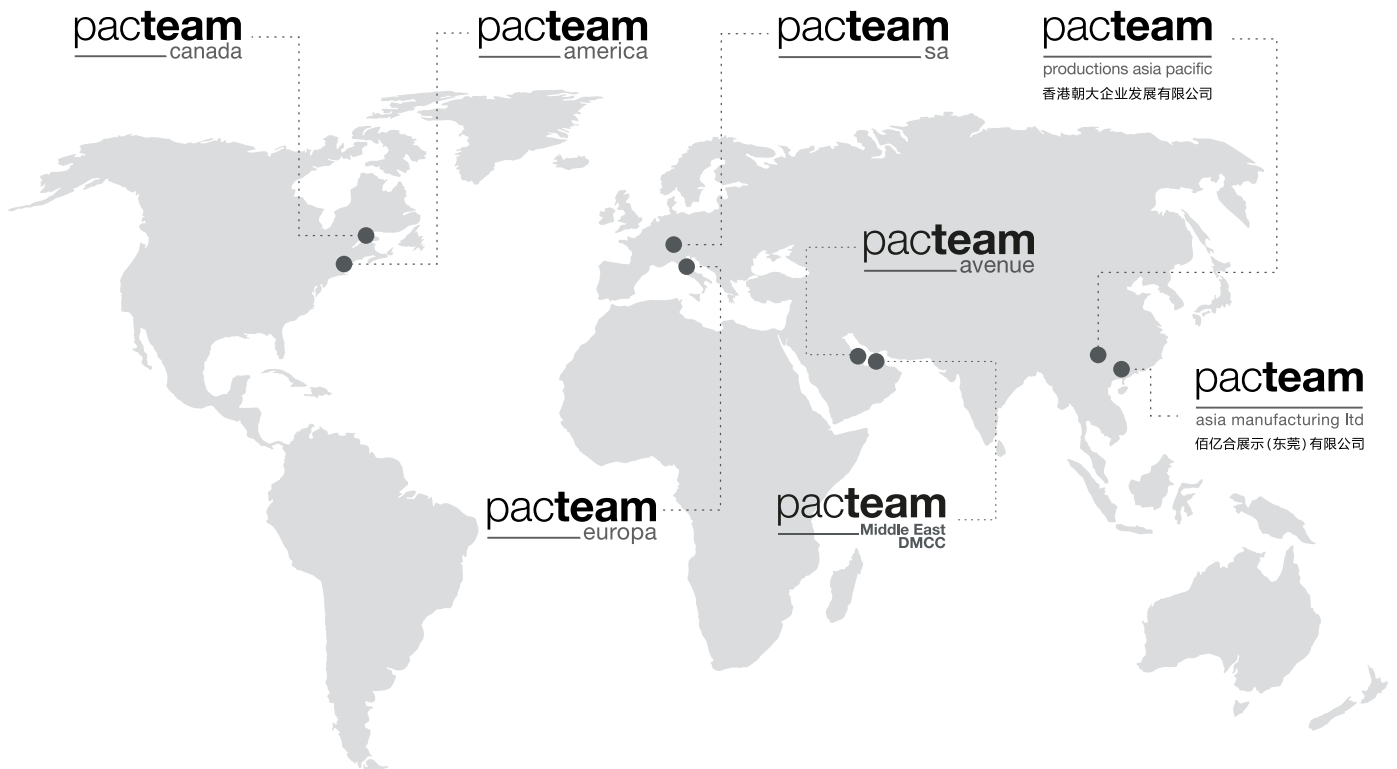 pacteam
canada
pacteam
america
pacteam
sa
pacteam
productions asia pacific
香港朝大企业发展有限公司
pacteam
avenue
pacteam
asia manufacturing ltd
佰亿合展示(东莞)有限公司
pacteam
europa
pacteam
Middle East
DMCC